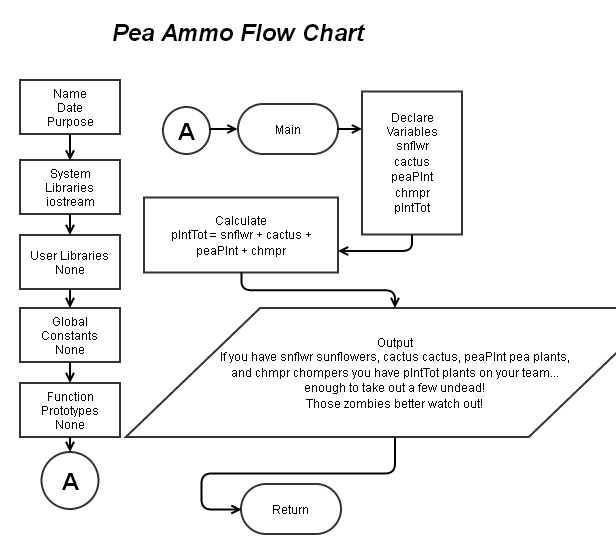 Pea Ammo Flow Chart
Name
Date
Purpose
System
Libraries
iostream
User Libraries
None
Global
Constants
None
Function
Prototypes
None
A
A
Main
Declare
Variables
snflwr
cactus
peaPlnt
chmpr
plntTot
Calculate
plntTot = snflwr + cactus +
peaPlnt + chmpr
Output
If you have snflwr sunflowers, cactus cactus, peaPlnt pea plants,
and chmpr chompers you have plntTot plants on your team...
enough to take out a few undead!
Those zombies better watch out!
Return